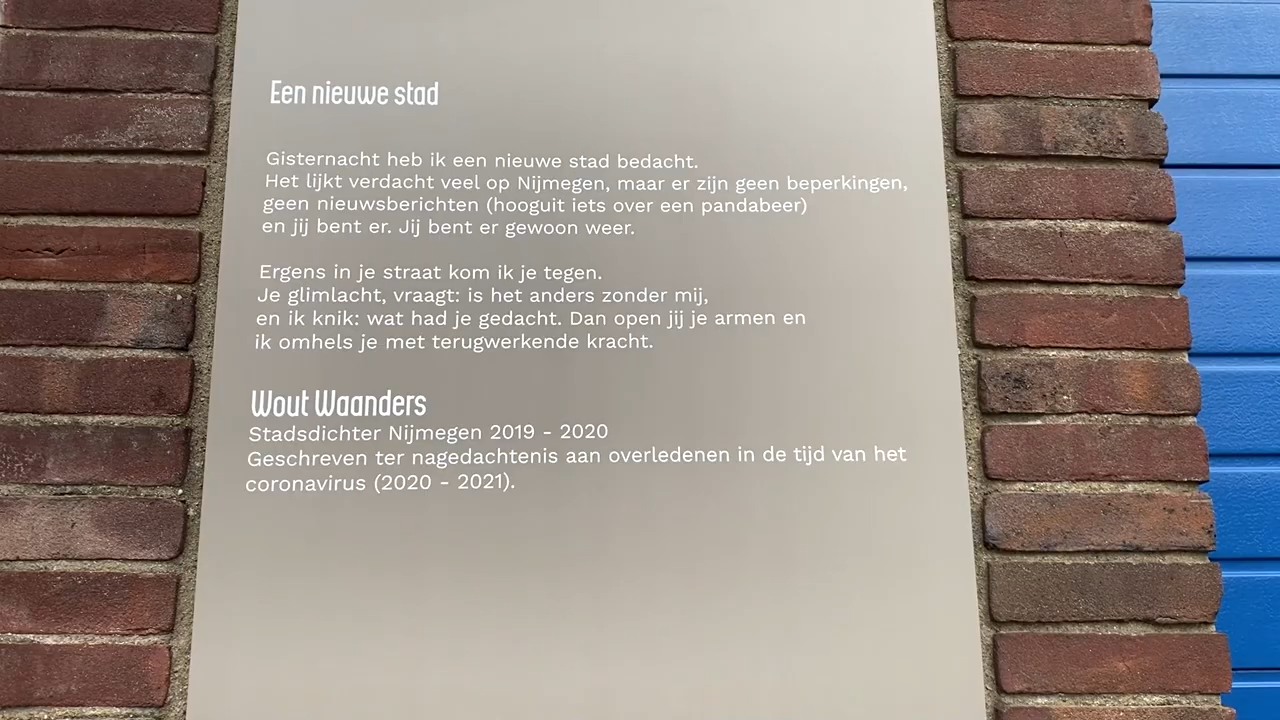 Een nieuwe stad
Gisternacht heb ik een nieuwe stad bedacht.
Het lijkt verdacht veel op Nijmegen, maar er zijn geen beperkingen,
geen nieuwsberichten (hooguit iets over een pandabeer)
en jij bent er. Jij bent er gewoon weer.
Ergens in je straat kom ik je tegen.
Je glimlacht, vraagt: is het anders zonder mij,
en ik knik: wat had je gedacht. Dan open jij je armen en
ik omhels je met terugwerkende kracht.
Wout Waanders
Stadsdichter Nijmegen 2019 - 2020
Geschreven ter nagedachtenis aan overledenen in de tijd van het
coronavirus (2020 - 2021).